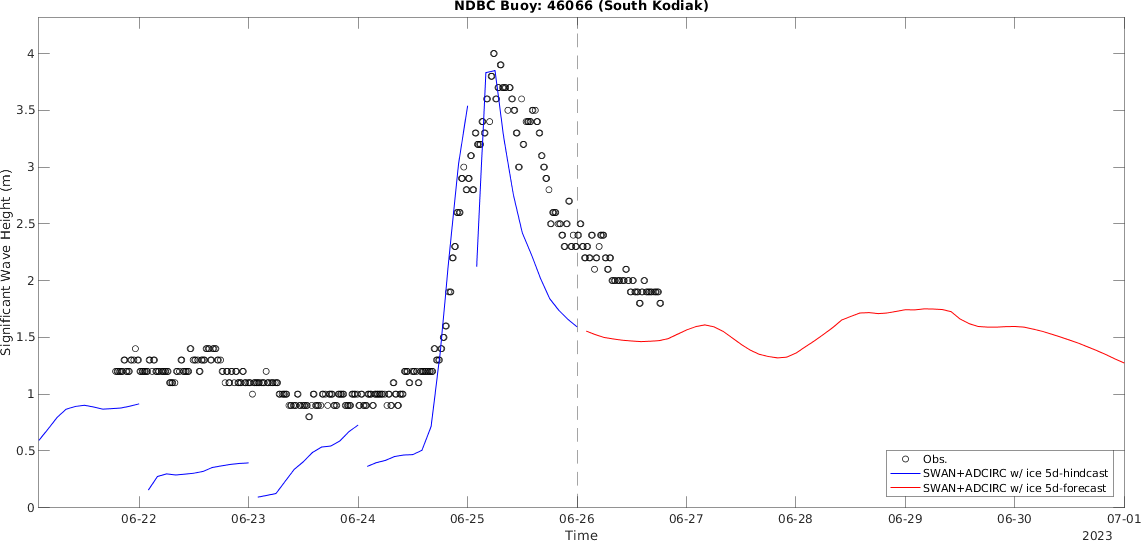 NDBC Buoy: 46066 (South Kodiak)
Significant Wave Height (m)
4
3.5
3
2.5
2
1.5
1
0.5
0
Obs.
SWAN+ADCIRC w/ ice 5d-hindcast
SWAN+ADCIRC w/ ice 5d-forecast
06-22 06-23 06-24 06-25 06-26 06-27 06-28 06-29 06-30 07-01
Time
2023